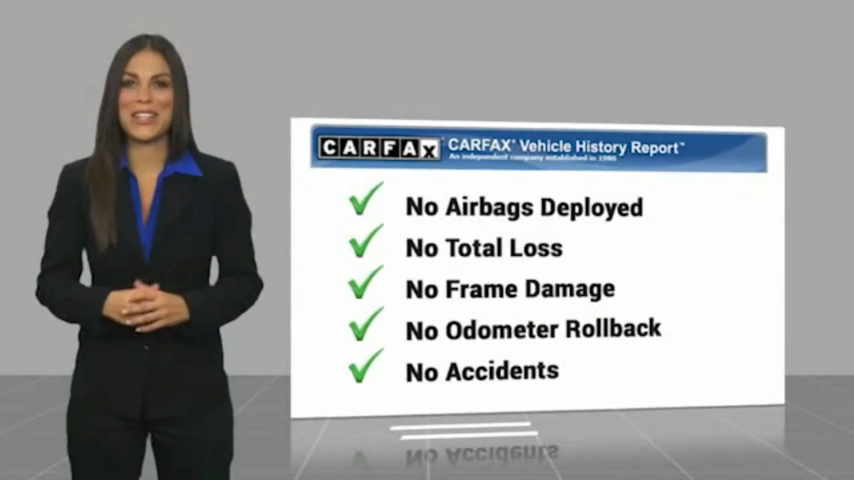 CARFAX® CARFAX® Vehicle History Report™
An independent company established in 1986
No Airbags Deployed
No Total Loss
No Frame Damage
No Odometer Rollback
No Accidents
No Accidents